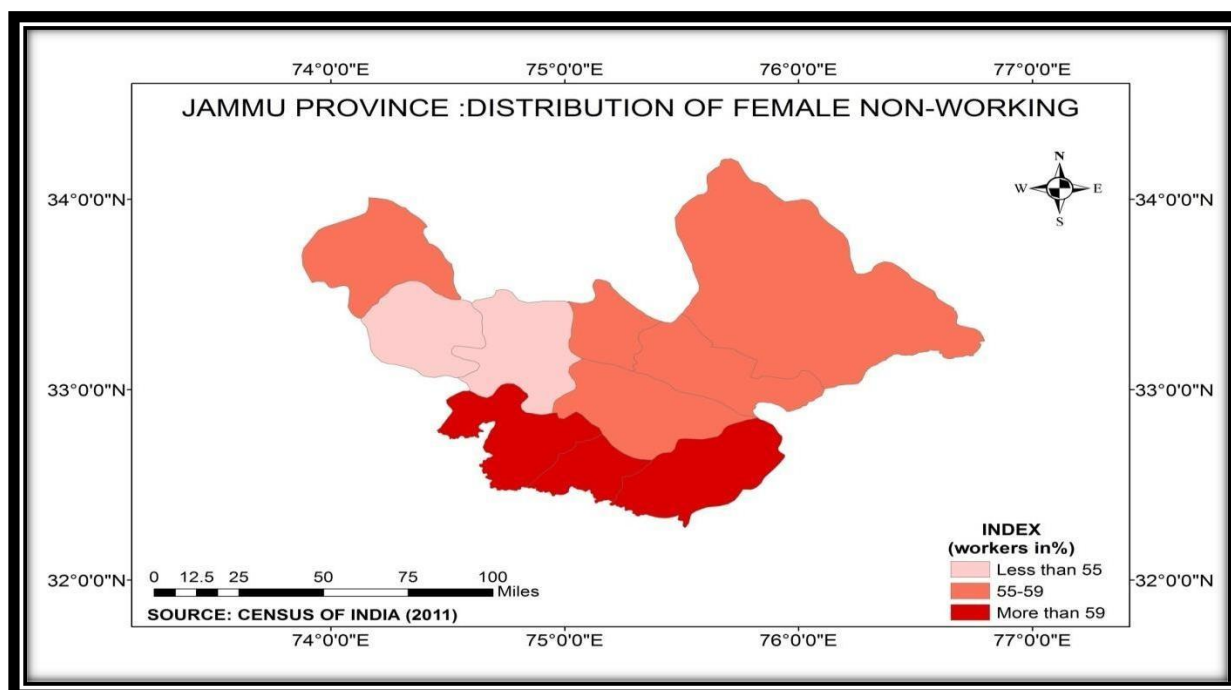 74°0'0"E 75°0'0"E 76°0'0"E 77°0'0"E
JAMMU PROVINCE :DISTRIBUTION OF FEMALE NON-WORKING
N
W E
S
34°0'0"N 34°0'0"N
33°0'0"N 33°0'0"N
32°0'0"N 32°0'0"N
INDEX
(workers in%)
Less than 55
55-59
More than 59
0 12.5 25 50 75 100
Miles
SOURCE: CENSUS OF INDIA (2011)
74°0'0"E 75°0'0"E 76°0'0"E 77°0'0"E